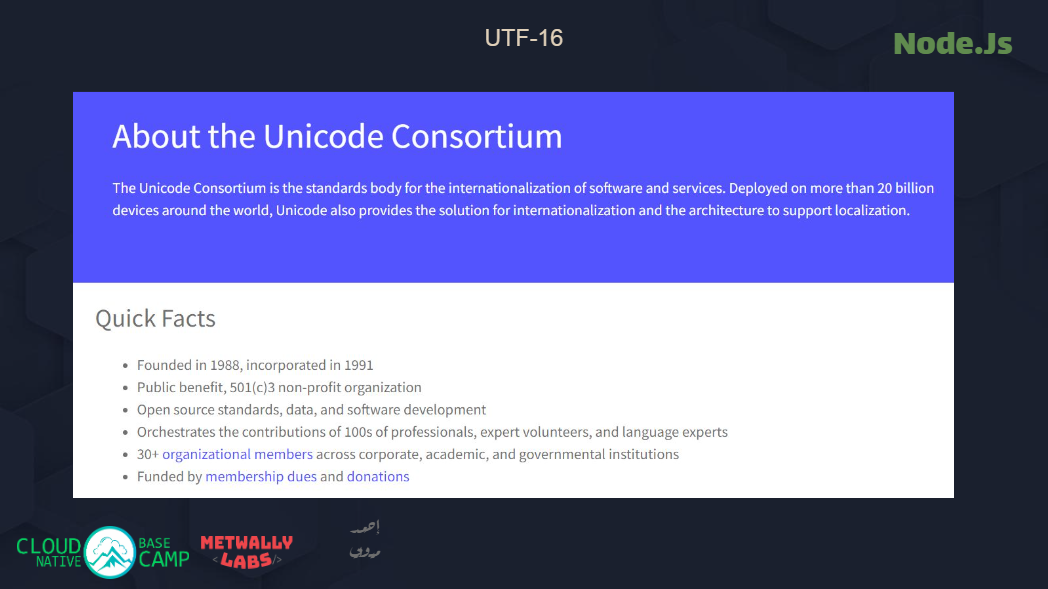 UTF-16
Node.Js
About the Unicode Consortium
The Unicode Consortium is the standards body for the internationalization of software and services. Deployed on more than 20 billion
devices around the world, Unicode also provides the solution for internationalization and the architecture to support localization.
Quick Facts
• Founded in 1988, incorporated in 1991
• Public benefit, 501(c)3 non-profit organization
• Open source standards, data, and software development
• Orchestrates the contributions of 100s of professionals, expert volunteers, and language experts
• 30+ organizational members across corporate, academic, and governmental institutions
• Funded by membership dues and donations
CLOUD NATIVE
BASE CAMP
METWALLY
<LABS/>
احمد